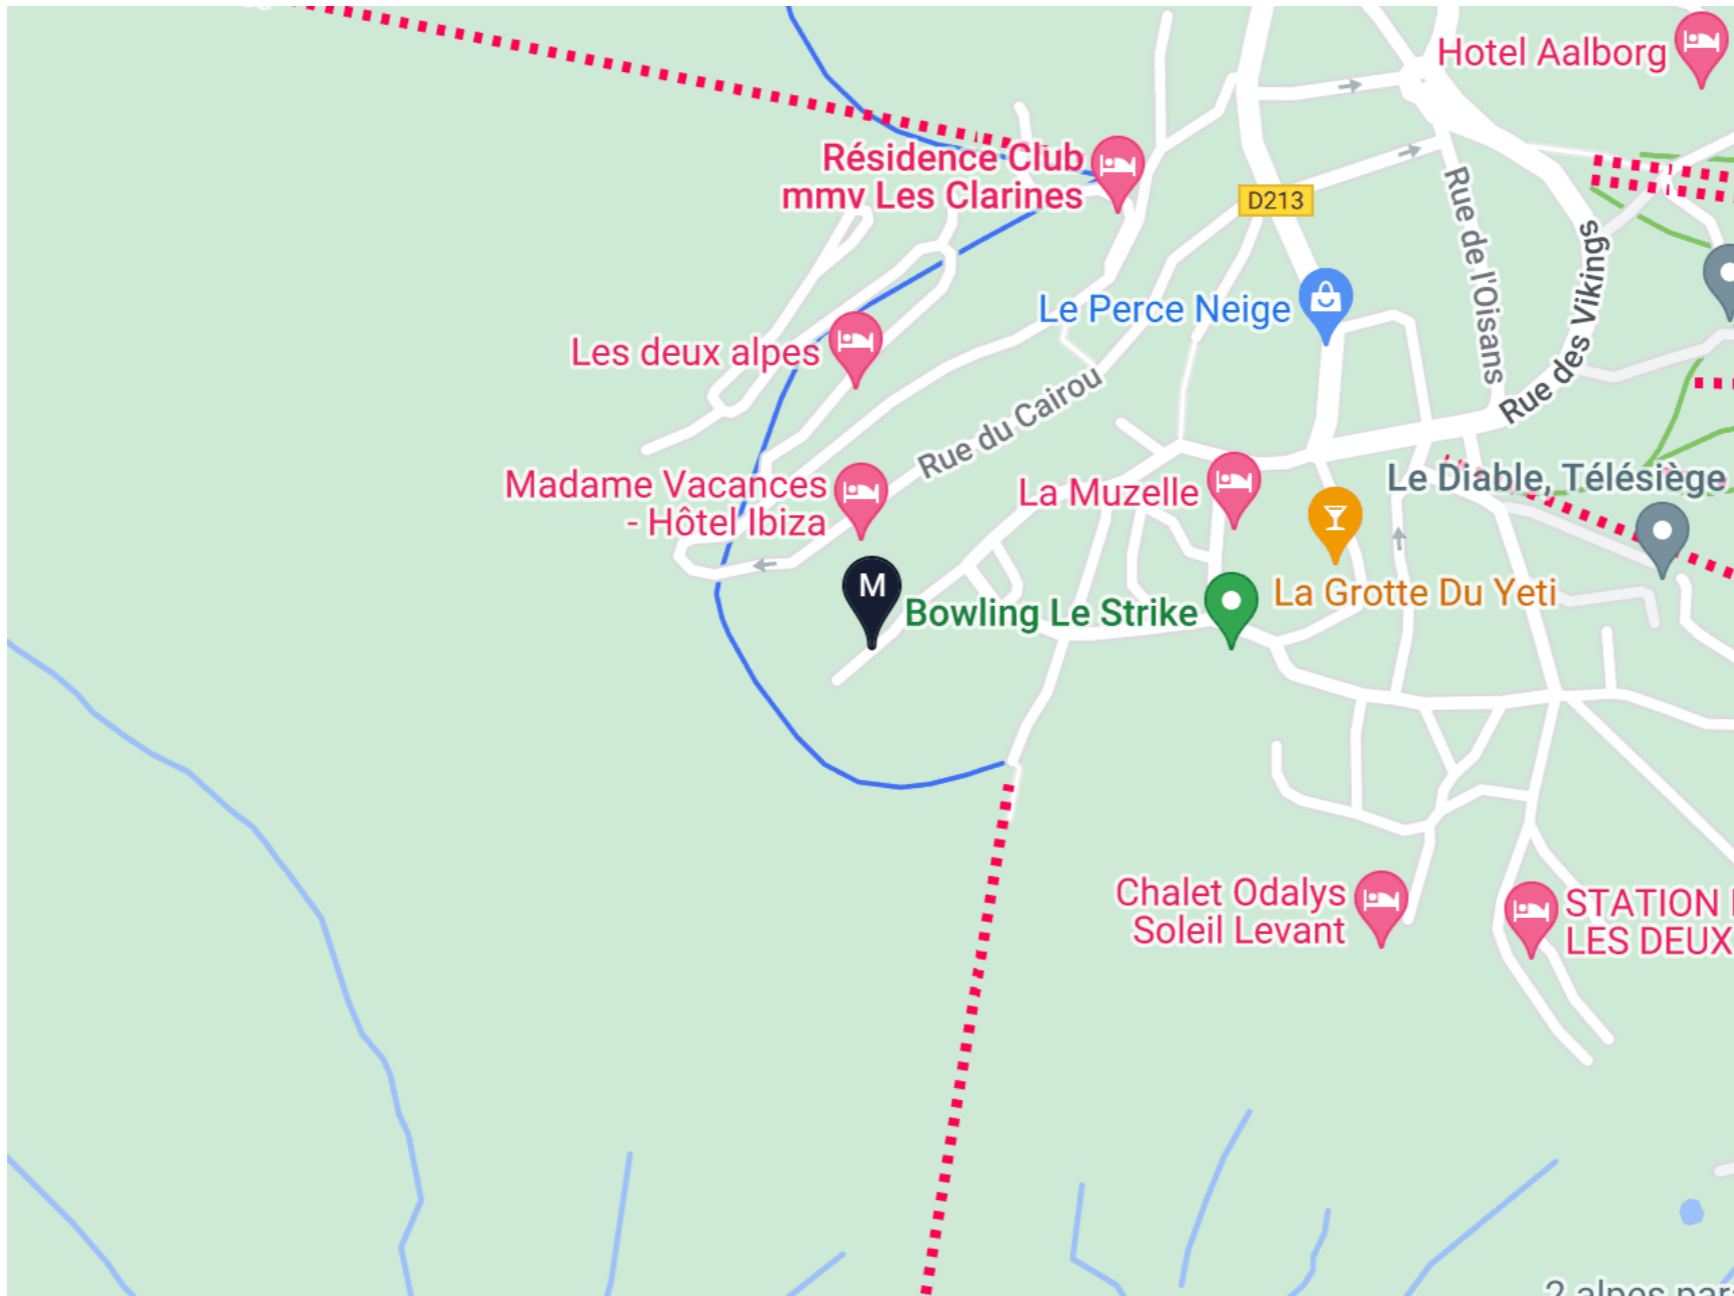 Hotel Aalborg
Résidence Club
mmv Les Clarines
D213
Rue de l'Oisans
Rue des Vikings
Le Perce Neige
Les deux alpes
Rue du Cairou
Madame Vacances
- Hôtel Ibiza
La Muzelle
Le Diable, Télésiège
M
Bowling Le Strike
La Grotte Du Yeti
Chalet Odalys
Soleil Levant
STATION
LES DEUX
2 alpes